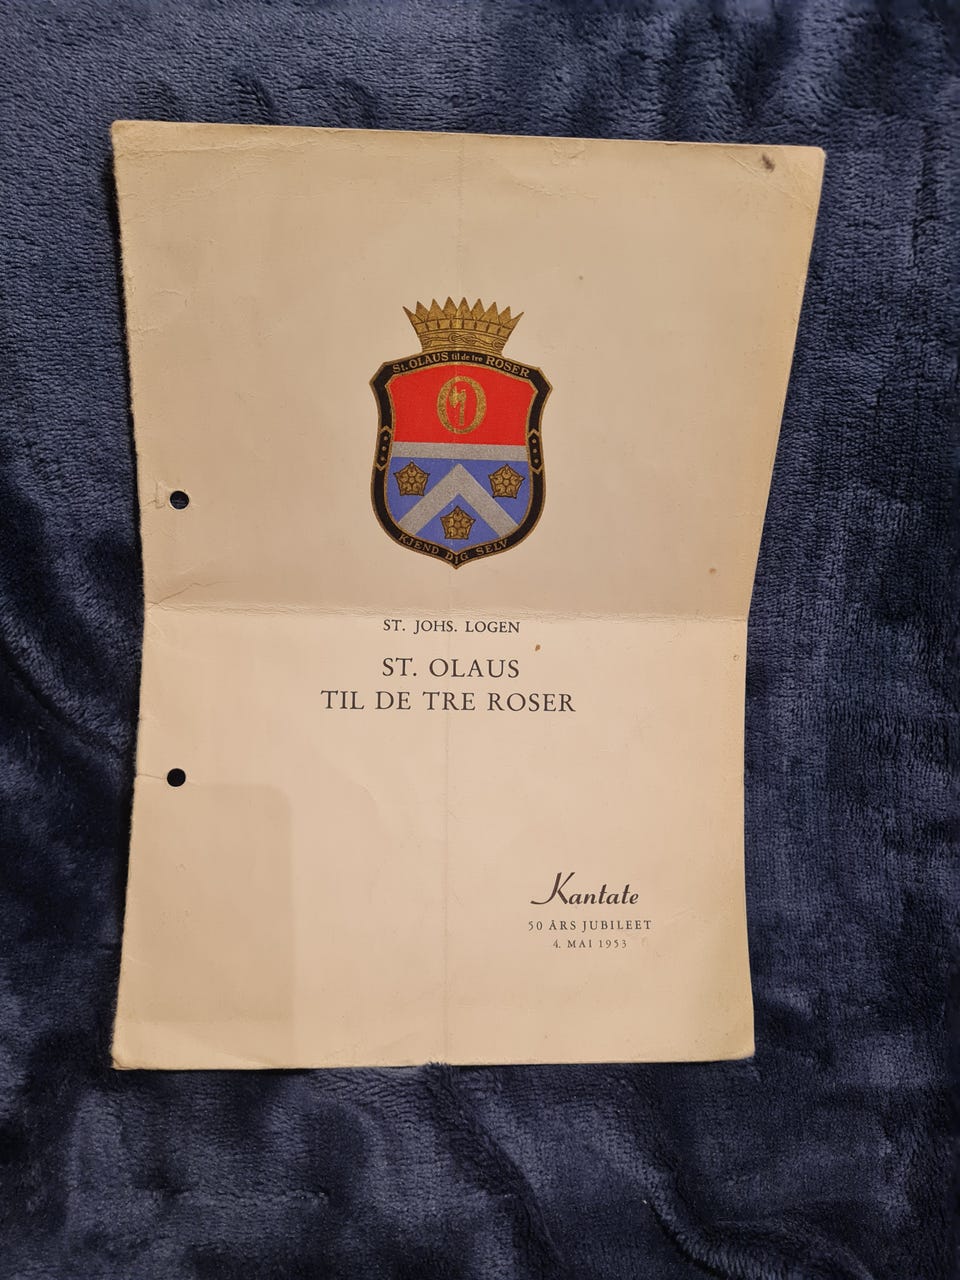 St. OLAUS til de tre ROSER
KJEND DIG SELV
ST. JOHS. LOGEN
ST. OLAUS
TIL DE TRE ROSER
Kantate
50 ÅRS JUBILEET
4. MAI 1953